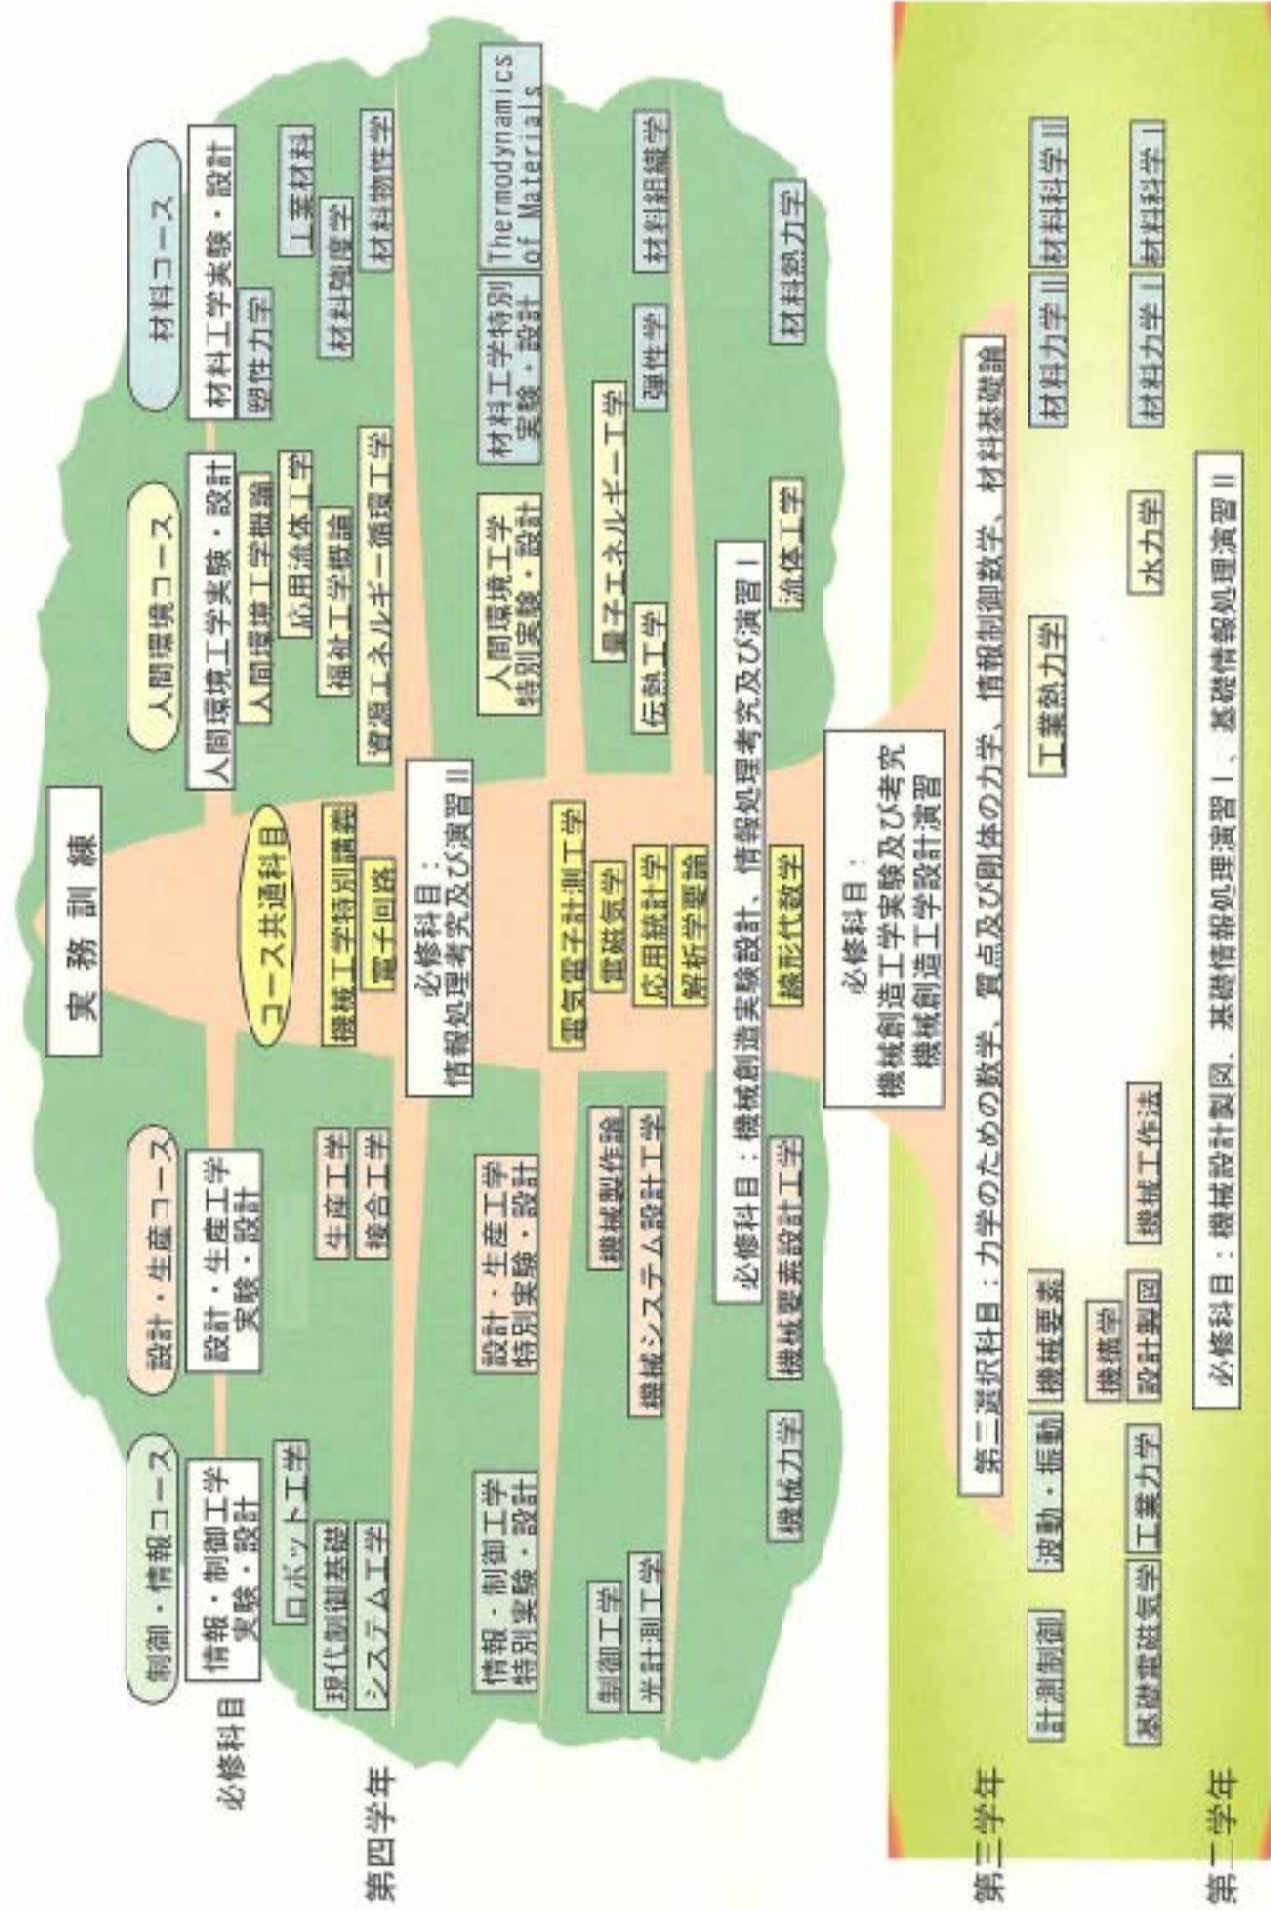 実務訓練
制御・情報コース
設計・生産コース
人間環境コース
材料コース
必修科目
情報・制御工学
実験・設計
設計・生産工学
実験・設計
人間環境工学実験・設計
材料工学実験・設計
コース共通科目
人間環境工学概論
塑性力学
ロボット工学
応用流体工学
工業材料
現代制御基礎
生産工学
機械工学特別講義
福祉工学概論
材料強度学
第四学年
システム工学
接合工学
電子回路
資源エネルギー循環工学
材料物性学
必修科目：
情報処理考究及び演習Ⅱ
情報・制御工学
特別実験・設計
設計・生産工学
特別実験・設計
人間環境工学
特別実験・設計
材料工学特別
実験・設計
Thermodynamics
of Materials
電気電子計測工学
制御工学
機械製作論
電磁気学
量子エネルギー工学
光計測工学
機械システム設計工学
応用統計学
伝熱工学
弾性学
材料組織学
解析学要論
必修科目：機械創造実験設計、情報処理考究及び演習Ⅰ
機械力学
機械要素設計工学
線形代数学
流体工学
材料熱力学
必修科目：
機械創造工学実験及び考究
機械創造工学設計演習
第三学年
第二選択科目：力学のための数学、質点及び剛体の力学、情報制御数学、材料基礎論
計測制御
波動・振動
機械要素
工業熱力学
材料力学Ⅱ
材料科学Ⅱ
機構学
基礎電磁気学
工業力学
設計製図
機械工作法
水力学
材料力学Ⅰ
材料科学Ⅰ
第二学年
必修科目：機械設計製図、基礎情報処理演習Ⅰ、基礎情報処理演習Ⅱ